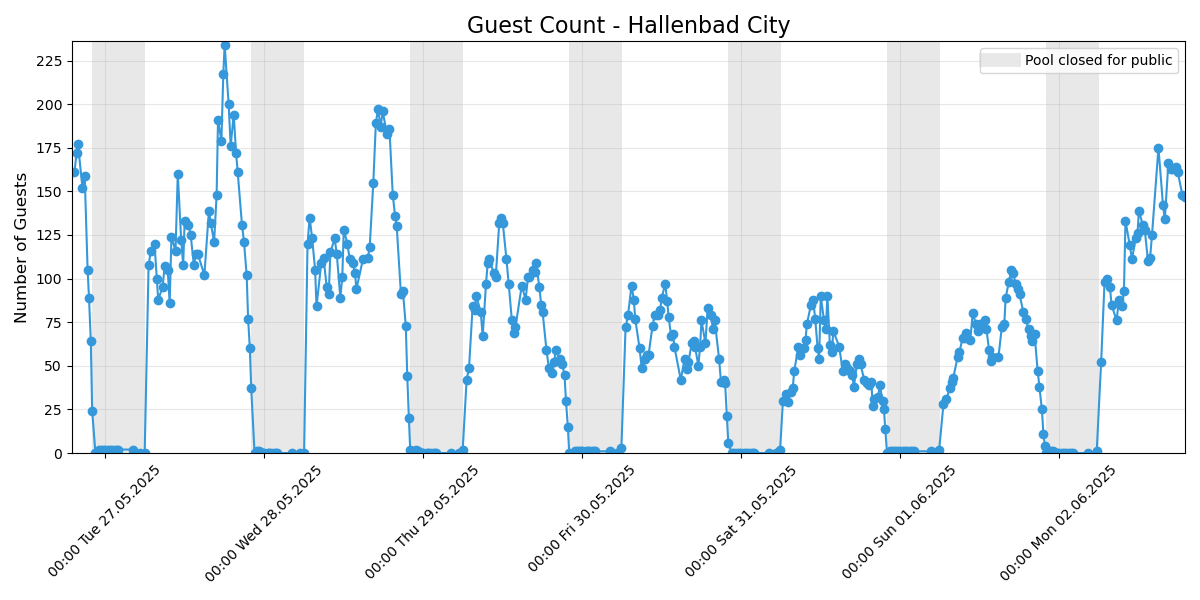 Guest Count - Hallenbad City
Number of Guests
225
200
175
150
125
100
75
50
25
0
Pool closed for public
00:00 Tue 27.05.2025
00:00 Wed 28.05.2025
00:00 Thu 29.05.2025
00:00 Fri 30.05.2025
00:00 Sat 31.05.2025
00:00 Sun 01.06.2025
00:00 Mon 02.06.2025